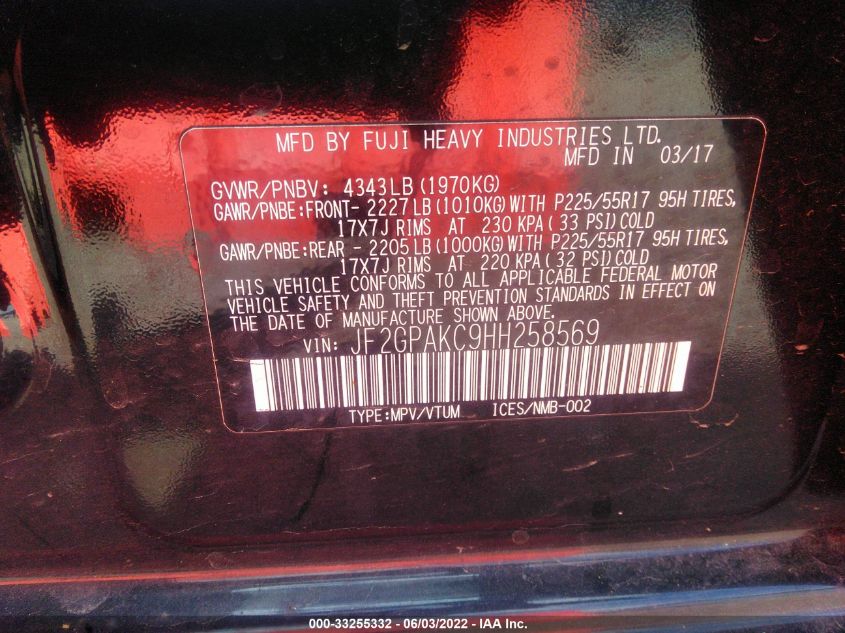 MFD BY FUJI HEAVY INDUSTRIES LTD.
MFD IN 03/17
GVWR/PNBV: 4343LB (1970KG)
GAWR/PNBE:FRONT- 2227LB (1010KG) WITH P225/55R17 95H TIRES,
17X7J RIMS AT 230 KPA( 33 PSI) COLD
GAWR/PNBE:REAR - 2205LB (1000KG) WITH P225/55R17 95H TIRES,
17X7J RIMS AT 220 KPA( 32 PSI) COLD
THIS VEHICLE CONFORMS TO ALL APPLICABLE FEDERAL MOTOR
VEHICLE SAFETY AND THEFT PREVENTION STANDARDS IN EFFECT ON
THE DATE OF MANUFACTURE SHOWN ABOVE.
VIN: JF2GPAKC9HH258569
TYPE:MPV/VTUM ICES/NMB-002
000-33255332 - 06/03/2022 - IAA Inc.